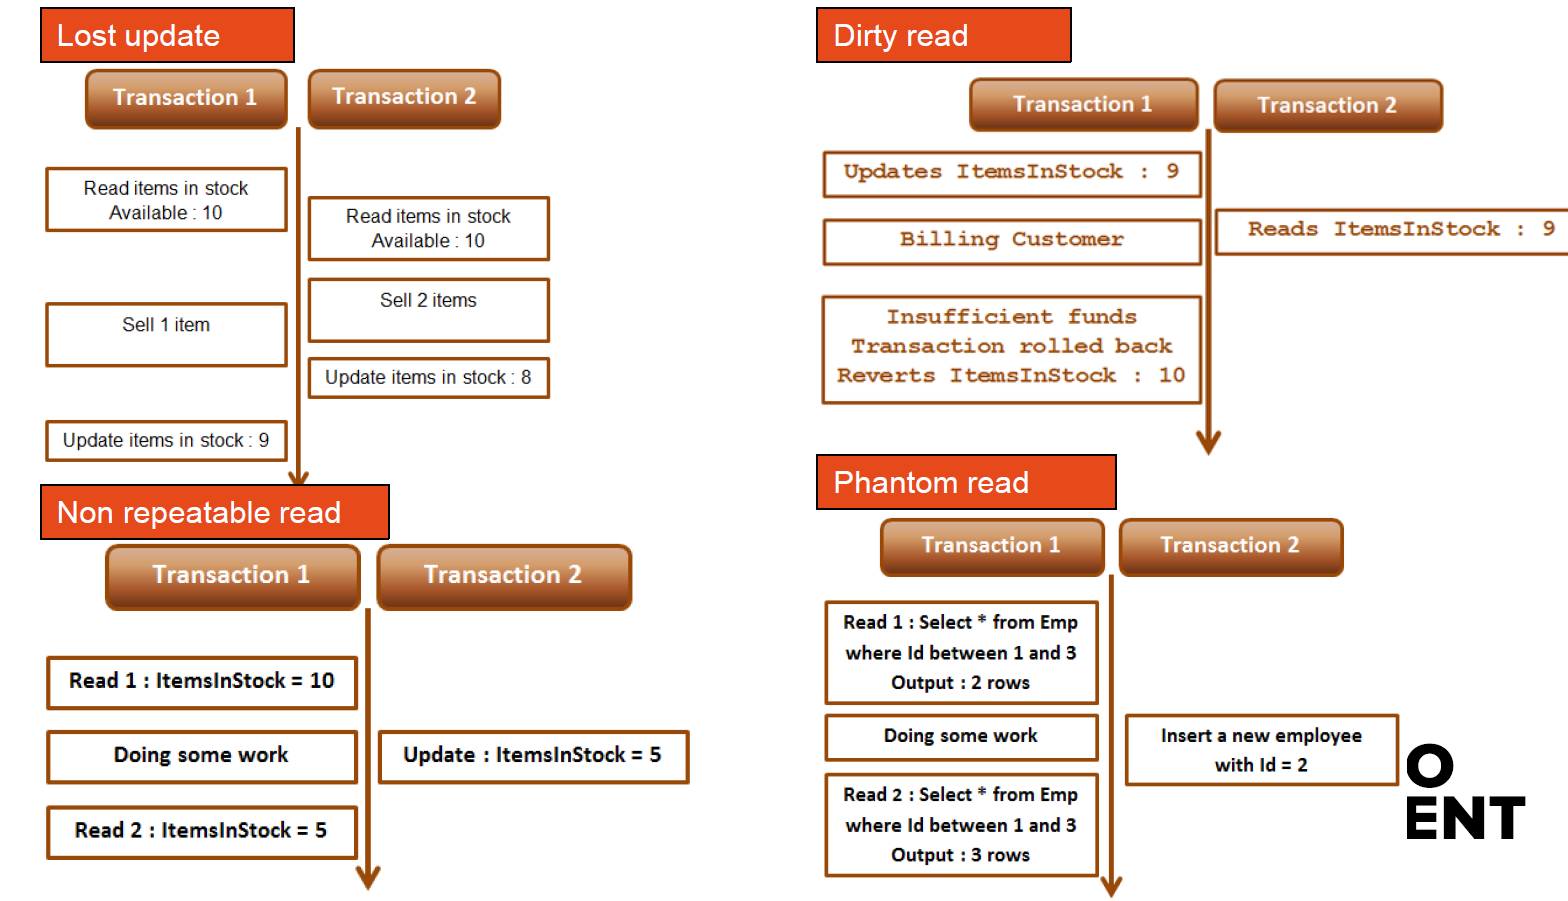 Lost update
Transaction 1
Transaction 2
Read items in stock
Available : 10
Read items in stock
Available : 10
Sell 2 items
Sell 1 item
Update items in stock : 8
Update items in stock : 9
Dirty read
Transaction 1
Transaction 2
Updates ItemsInStock : 9
Reads ItemsInStock : 9
Billing Customer
Insufficient funds
Transaction rolled back
Reverts ItemsInStock : 10
Non repeatable read
Transaction 1
Transaction 2
Read 1 : ItemsInStock = 10
Doing some work
Update : ItemsInStock = 5
Read 2 : ItemsInStock = 5
Phantom read
Transaction 1
Transaction 2
Read 1 : Select * from Emp
where Id between 1 and 3
Output : 2 rows
Doing some work
Insert a new employee
with Id = 2
Read 2 : Select * from Emp
where Id between 1 and 3
Output : 3 rows
O
ENT